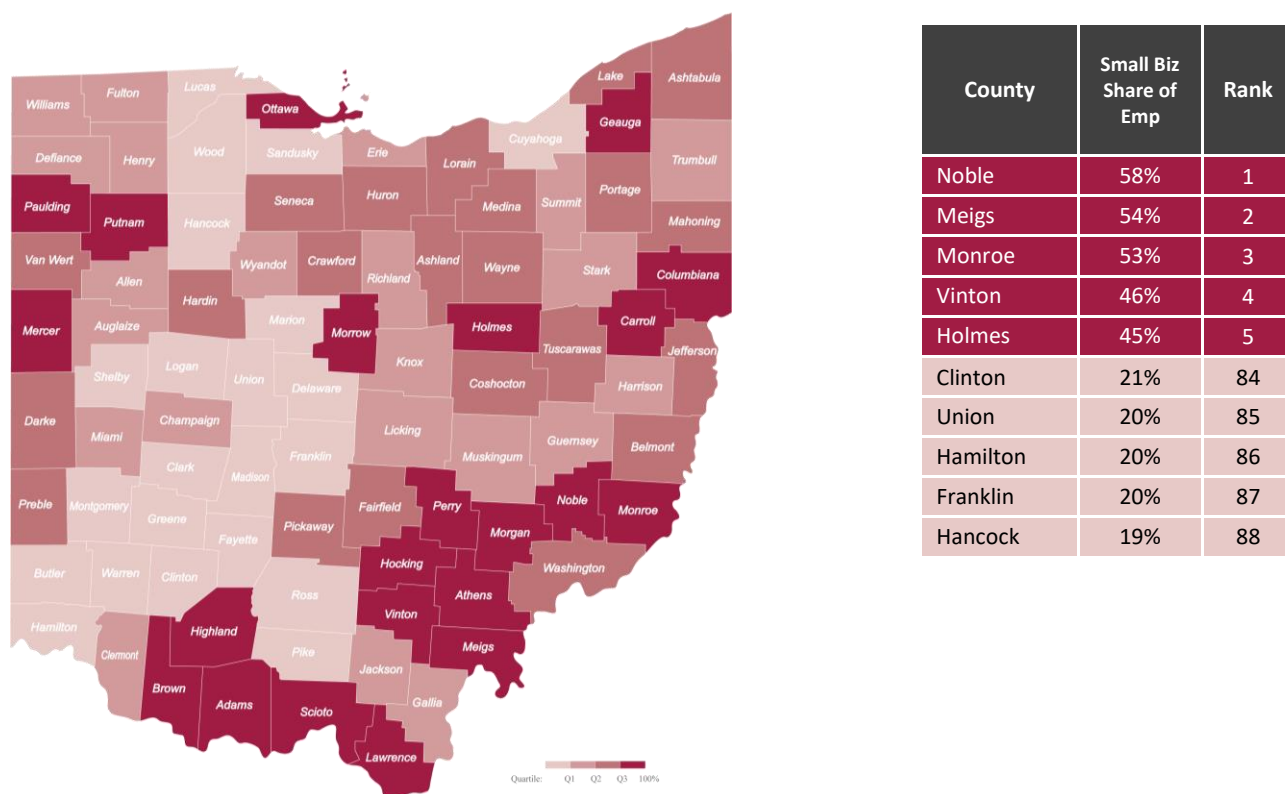 Lake
Ashtabula
Lucas
Fulton
Williams
Ottawa
Geauga
Cuyahoga
Wood
Sandusky
Erie
Defiance
Henry
Lorain
Trumbull
Portage
Huron
Seneca
Medina
Summit
Paulding
Putnam
Hancock
Mahoning
Van Wert
Wyandot
Crawford
Ashland
Wayne
Richland
Stark
Columbiana
Allen
Hardin
Mercer
Auglaize
Marion
Morrow
Holmes
Carroll
Tuscarawas
Jefferson
Knox
Logan
Shelby
Union
Delaware
Coshocton
Harrison
Darke
Champaign
Miami
Licking
Guernsey
Belmont
Franklin
Muskingum
Clark
Madison
Preble
Montgomery
Greene
Fairfield
Perry
Noble
Monroe
Pickaway
Morgan
Fayette
Hocking
Washington
Butler
Warren
Clinton
Ross
Athens
Vinton
Hamilton
Highland
Meigs
Clermont
Pike
Jackson
Brown
Adams
Scioto
Gallia
Lawrence
Quartile: Q1 Q2 Q3 100%
County Small Biz Share of Emp Rank
Noble 58% 1
Meigs 54% 2
Monroe 53% 3
Vinton 46% 4
Holmes 45% 5
Clinton 21% 84
Union 20% 85
Hamilton 20% 86
Franklin 20% 87
Hancock 19% 88